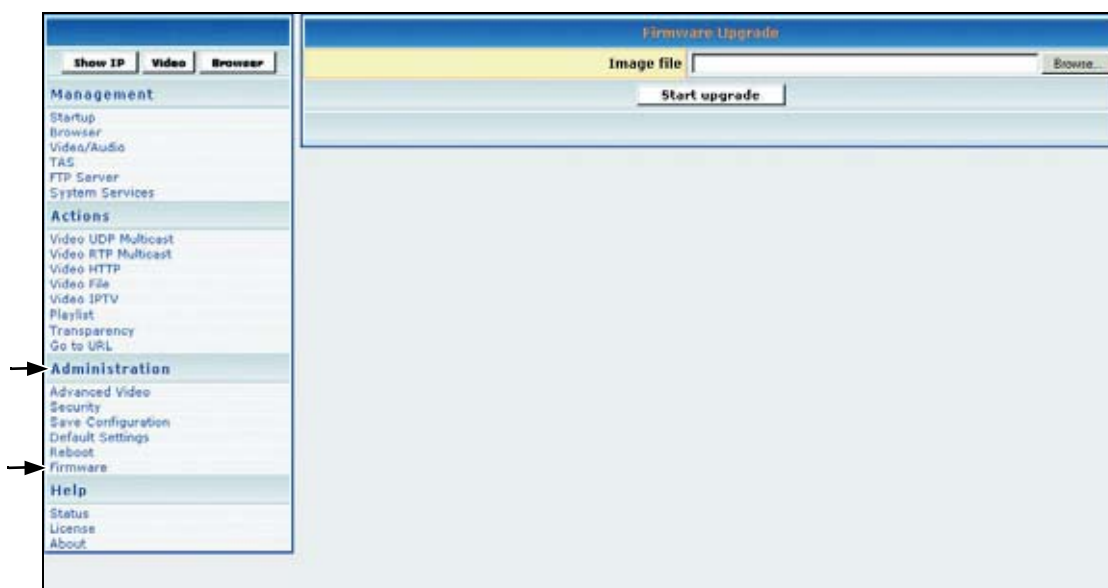 Show IP Video Browser
Management
Startup
Browser
Video/Audio
TAS
FTP Server
System Services
Actions
Video UDP Multicast
Video RTP Multicast
Video HTTP
Video File
Video IPTV
Playlist
Transparency
Go to URL
Administration
Advanced Video
Security
Save Configuration
Default Settings
Reboot
Firmware
Help
Status
License
About
Firmware Upgrade
Image file Browse...
Start upgrade